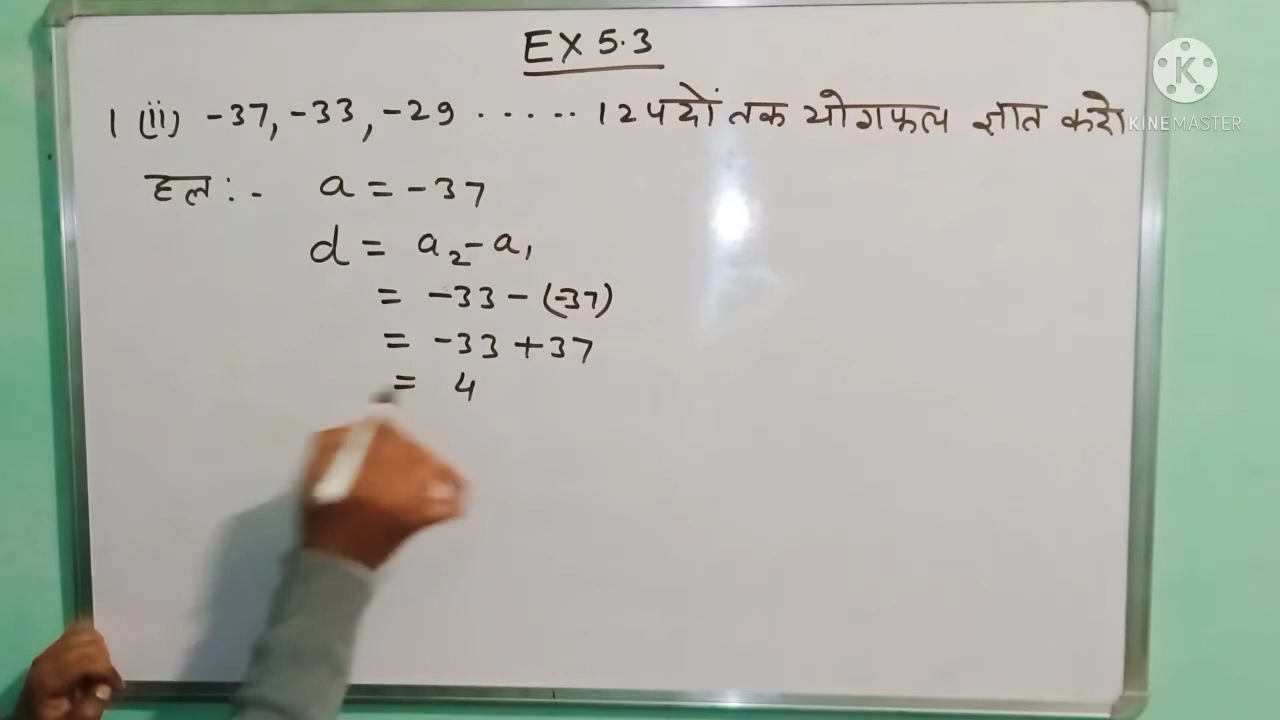 EX 5.3
1 (ii) -37, -33, -29 ..... 12 पदों तक योगफल ज्ञात करो
हल :- a = -37
d = a₂ - a₁
= -33 - (-37)
= -33 + 37
= 4
K
KINEMASTER